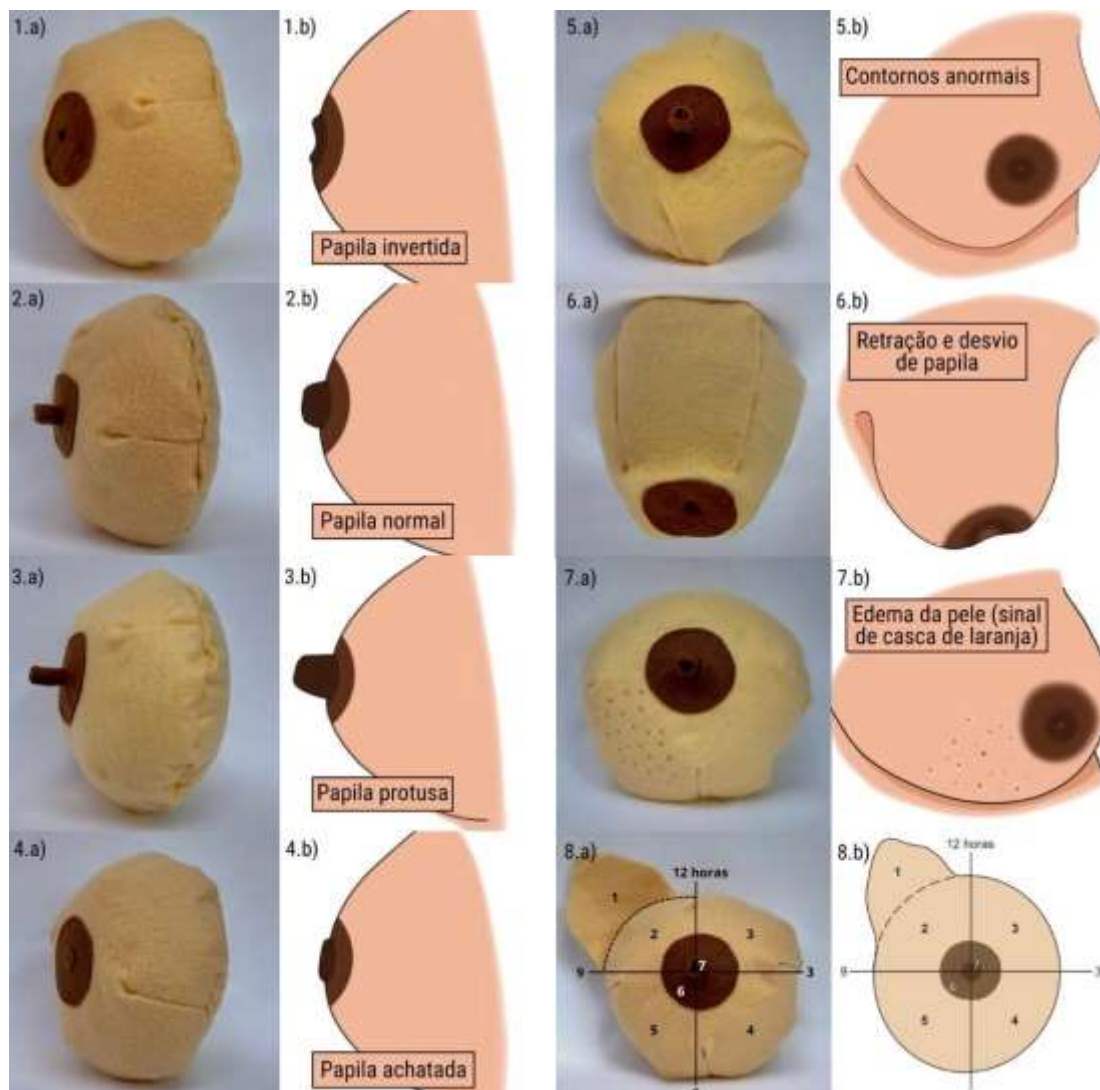 1.a)
1.b)
Papila invertida
2.a)
2.b)
Papila normal
3.a)
3.b)
Papila protusa
4.a)
4.b)
Papila achatada
5.a)
5.b)
Contornos anormais
6.a)
6.b)
Retração e desvio
de papila
7.a)
7.b)
Edema da pele (sinal
de casca de laranja)
8.a)
12 horas
1
2
3
9
7
3
6
5
4
8.b)
12 horas
1
2
3
9
3
5
4